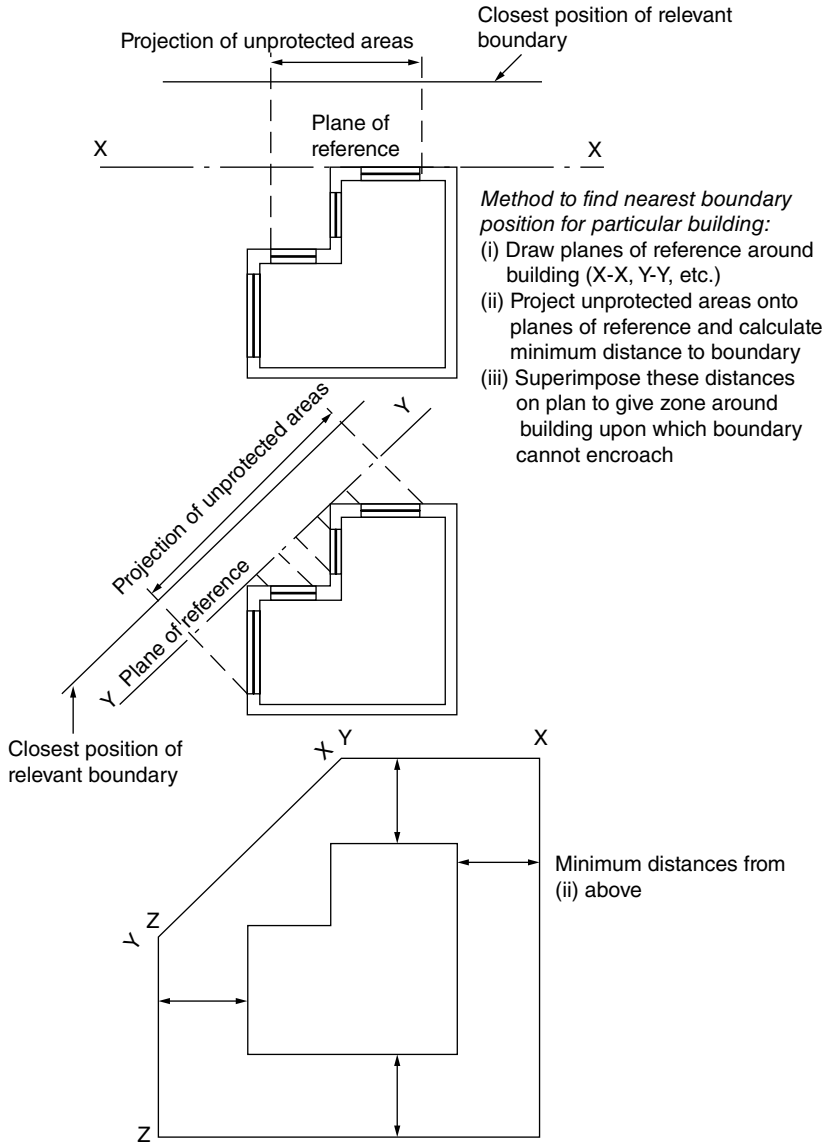 Projection of unprotected areas
Closest position of relevant
boundary
Plane of
reference
X
X
Method to find nearest boundary
position for particular building:
(i) Draw planes of reference around
building (X-X, Y-Y, etc.)
(ii) Project unprotected areas onto
planes of reference and calculate
minimum distance to boundary
(iii) Superimpose these distances
on plan to give zone around
building upon which boundary
cannot encroach
Projection of unprotected areas
Y
Plane of reference
Y
Closest position of
relevant boundary
X
Y
X
Minimum distances from
(ii) above
Z
Y
Z